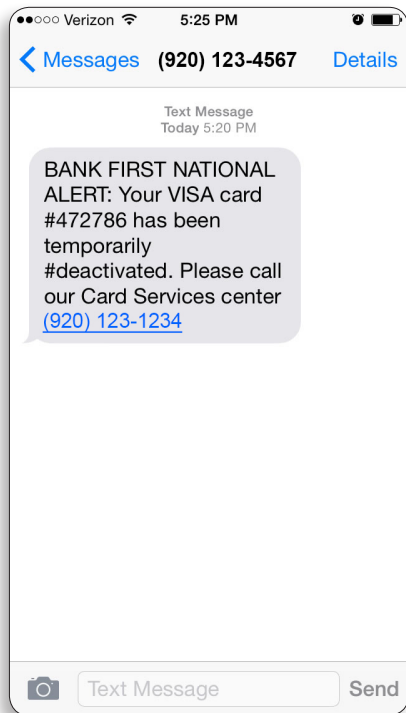 Verizon 5:25 PM
Messages (920) 123-4567 Details
Text Message
Today 5:20 PM
BANK FIRST NATIONAL
ALERT: Your VISA card
#472786 has been
temporarily
#deactivated. Please call
our Card Services center
(920) 123-1234
Text Message Send